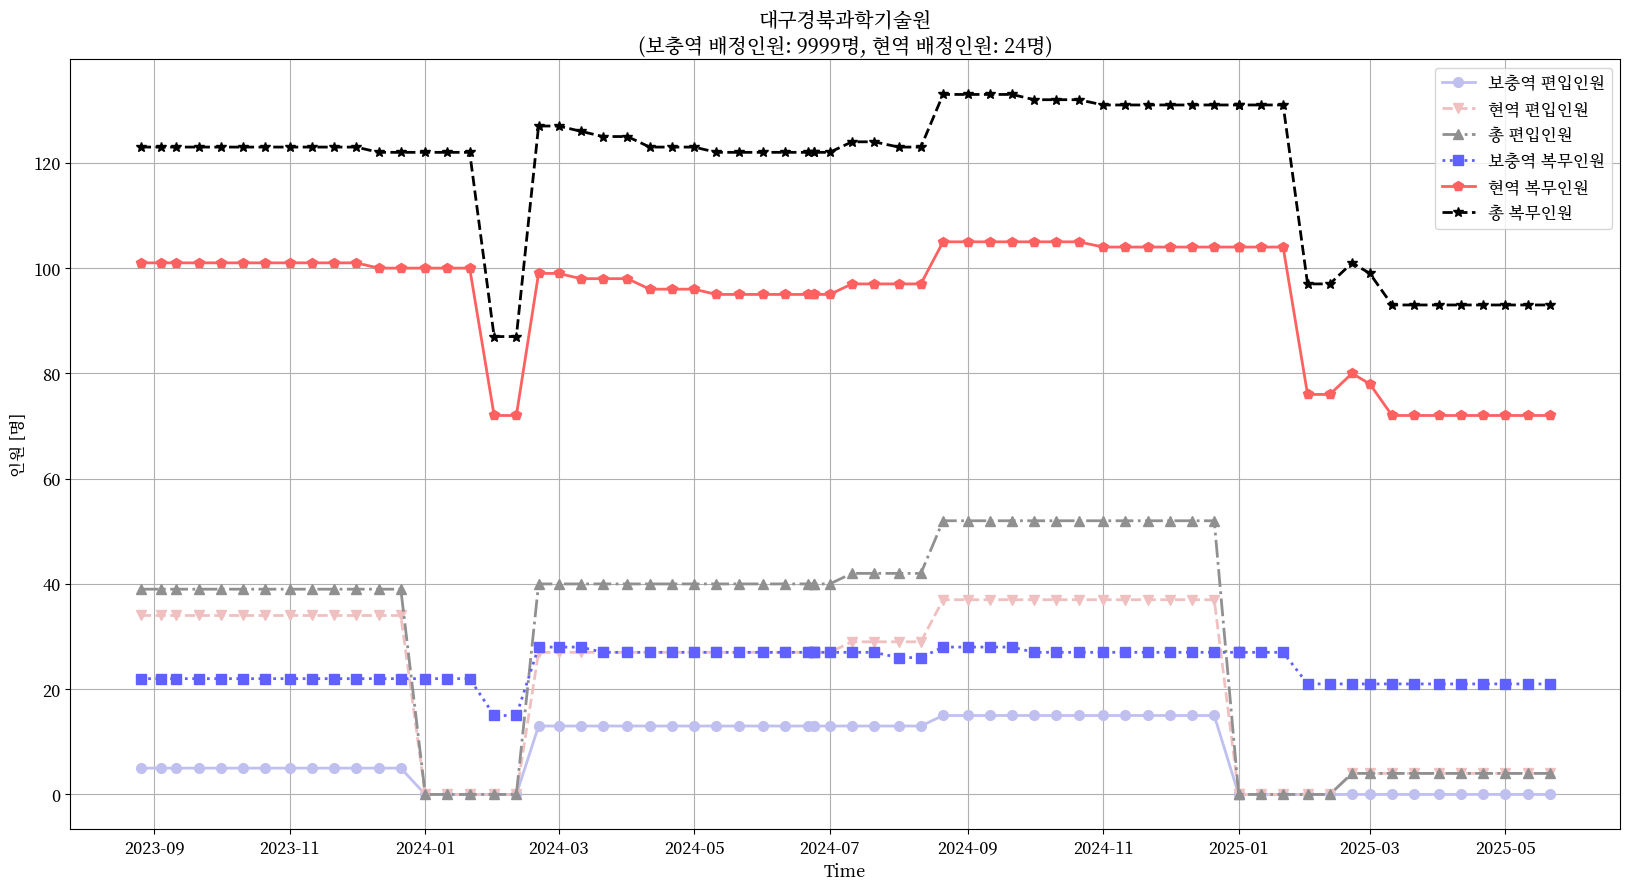 대구경북과학기술원
(보충역 배정인원: 9999명, 현역 배정인원: 24명)
보충역 편입인원
현역 편입인원
총 편입인원
보충역 복무인원
현역 복무인원
총 복무인원
인원 [명]
120
100
80
60
40
20
0
2023-09 2023-11 2024-01 2024-03 2024-05 2024-07 2024-09 2024-11 2025-01 2025-03 2025-05
Time